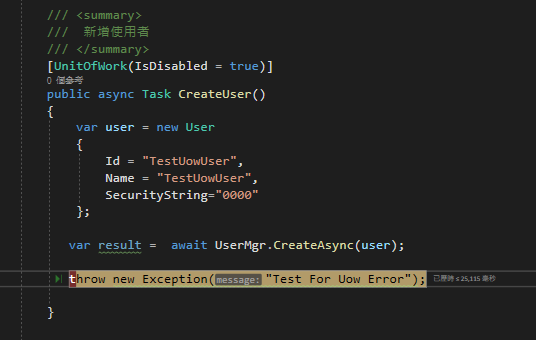 /// <summary>
/// 新增使用者
/// </summary>
[UnitOfWork(IsDisabled = true)]
0 個參考
public async Task CreateUser()
{
var user = new User
{
Id = "TestUowUser",
Name = "TestUowUser",
SecurityString="0000"
};
var result = await UserMgr.CreateAsync(user);
throw new Exception(message: "Test For Uow Error"); 已歷時 ≤ 25,115 毫秒
}